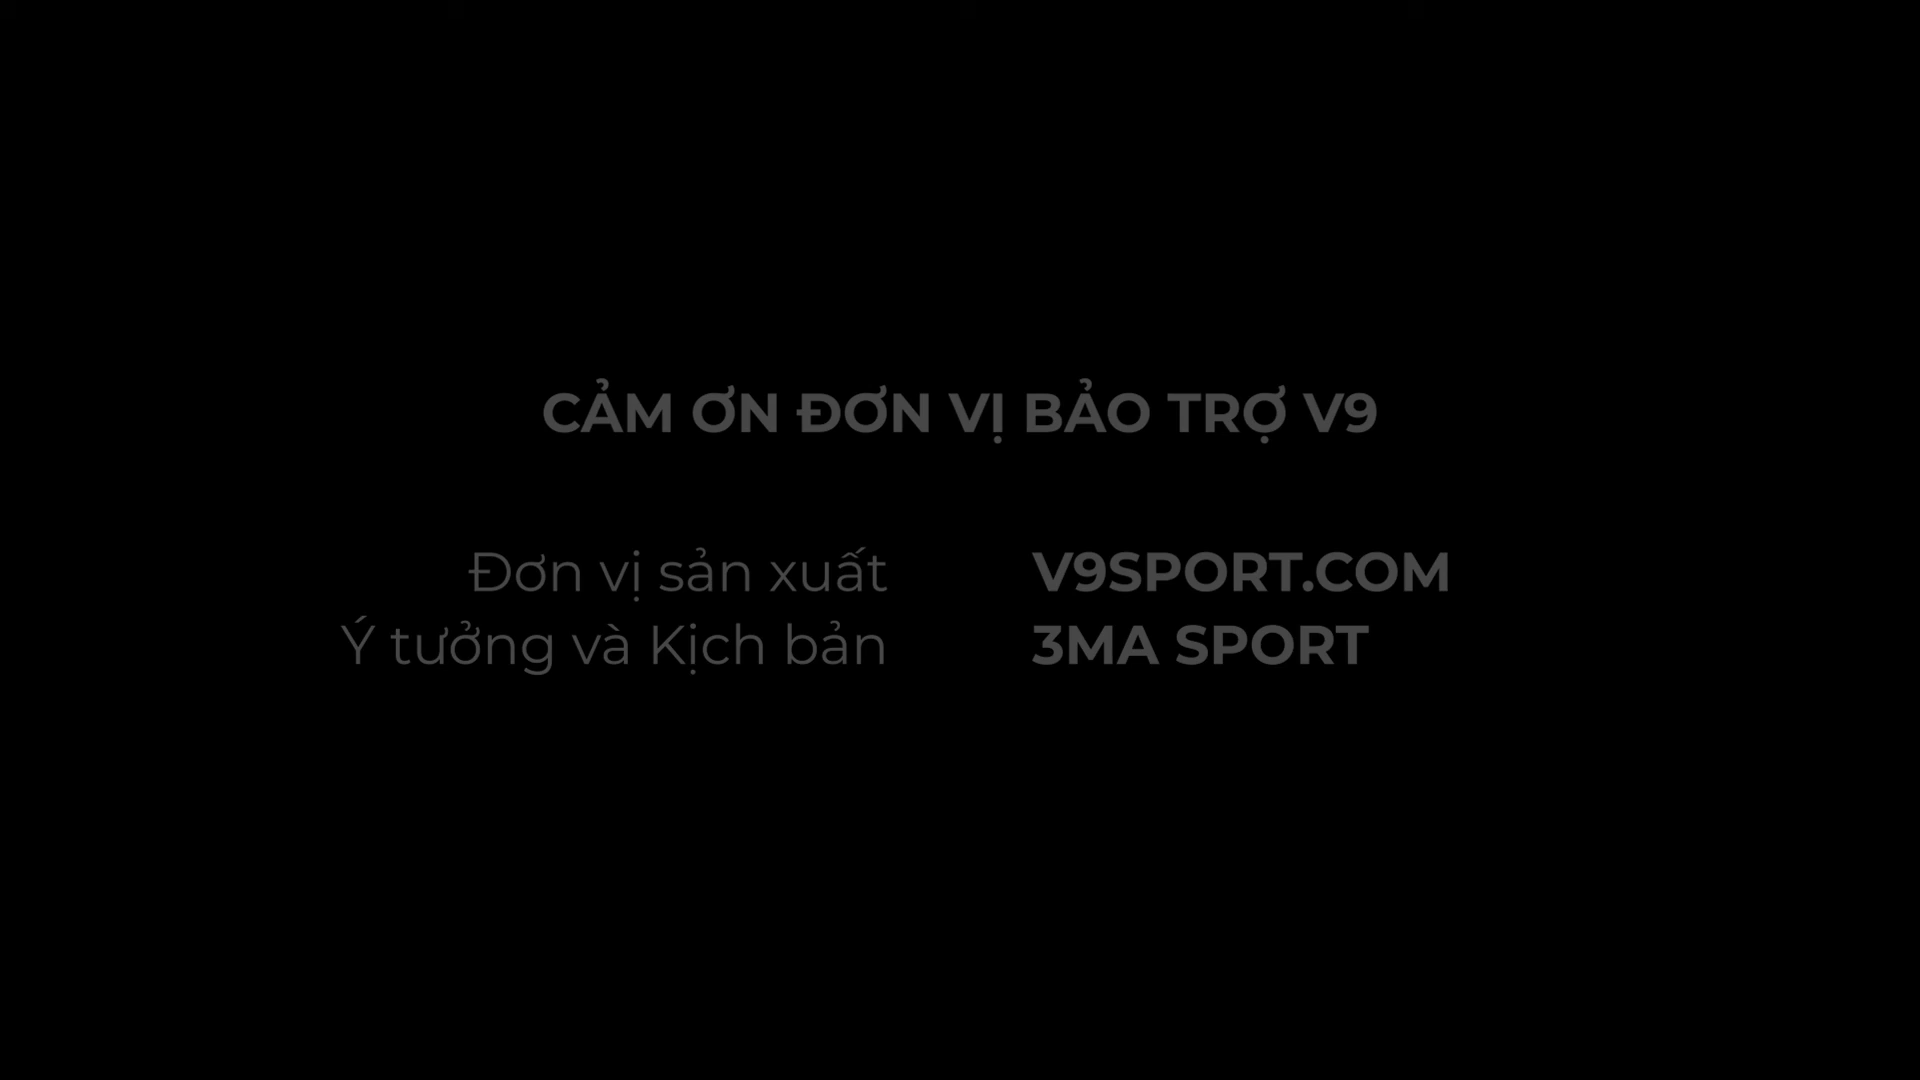 CẢM ƠN ĐƠN VỊ BẢO TRỢ V9
Đơn vị sản xuất V9SPORT.COM
Ý tưởng và Kịch bản 3MA SPORT